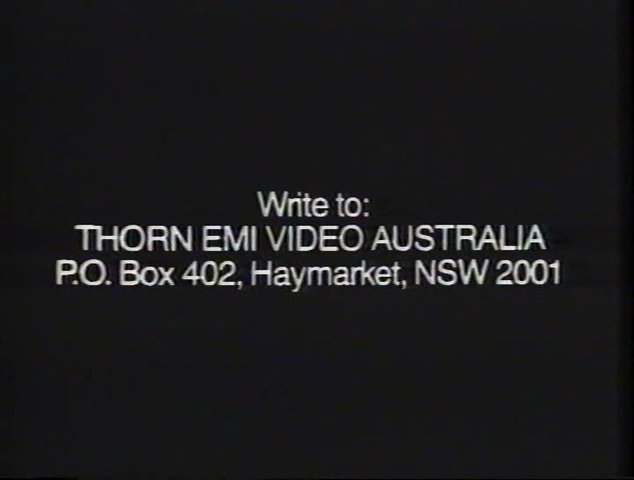 Write to:
THORN EMI VIDEO AUSTRALIA
P.O. Box 402, Haymarket, NSW 2001